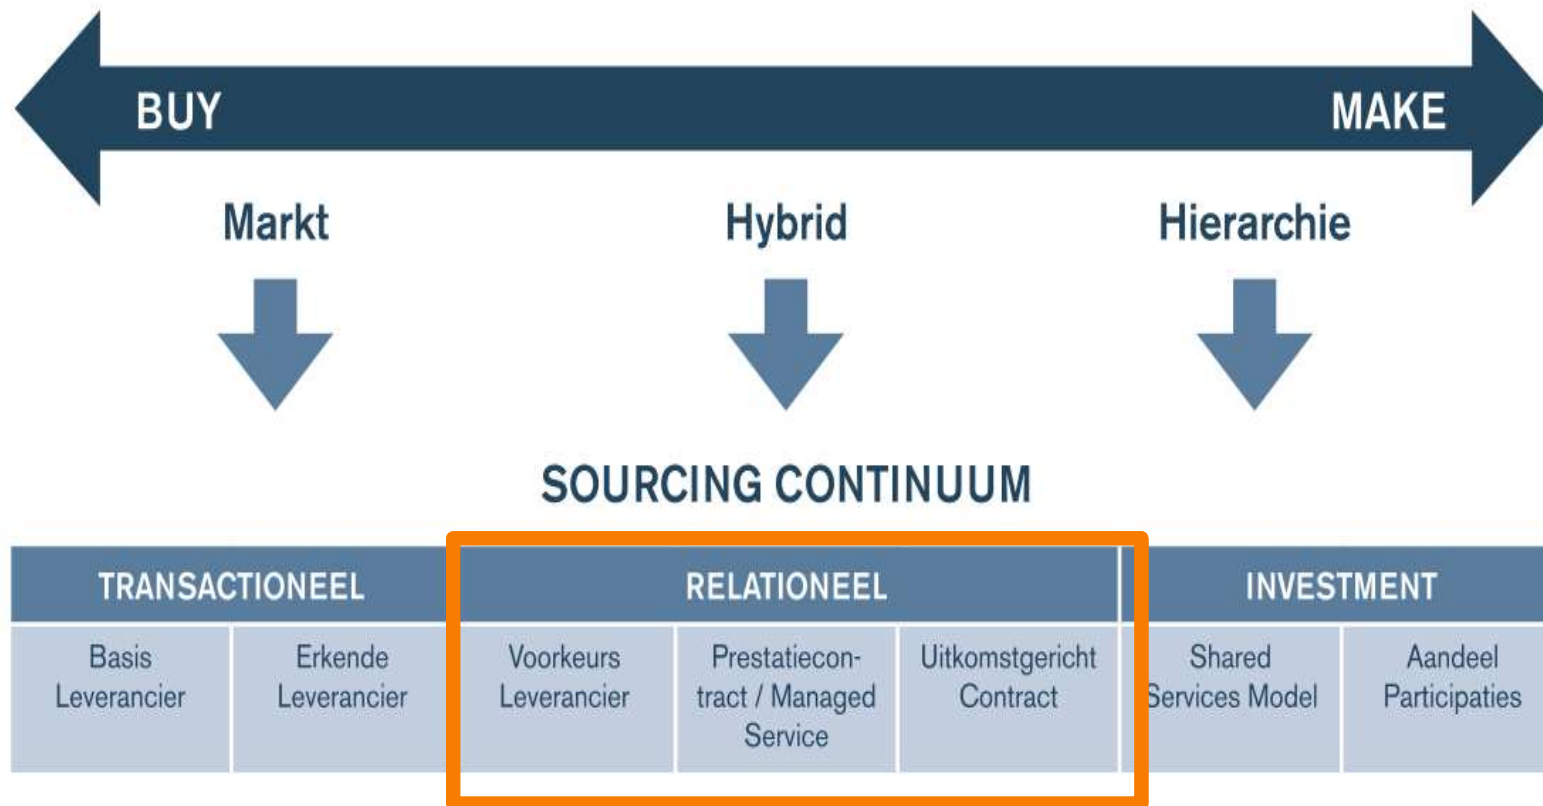 BUY
MAKE
Markt
Hybrid
Hierarchie
SOURCING CONTINUUM
TRANSACTIONEEL
RELATIONEEL
INVESTMENT
Basis
Leverancier
Erkende
Leverancier
Voorkeurs
Leverancier
Prestatiecon-
tract / Managed
Service
Uitkomstgericht
Contract
Shared
Services Model
Aandeel
Participaties